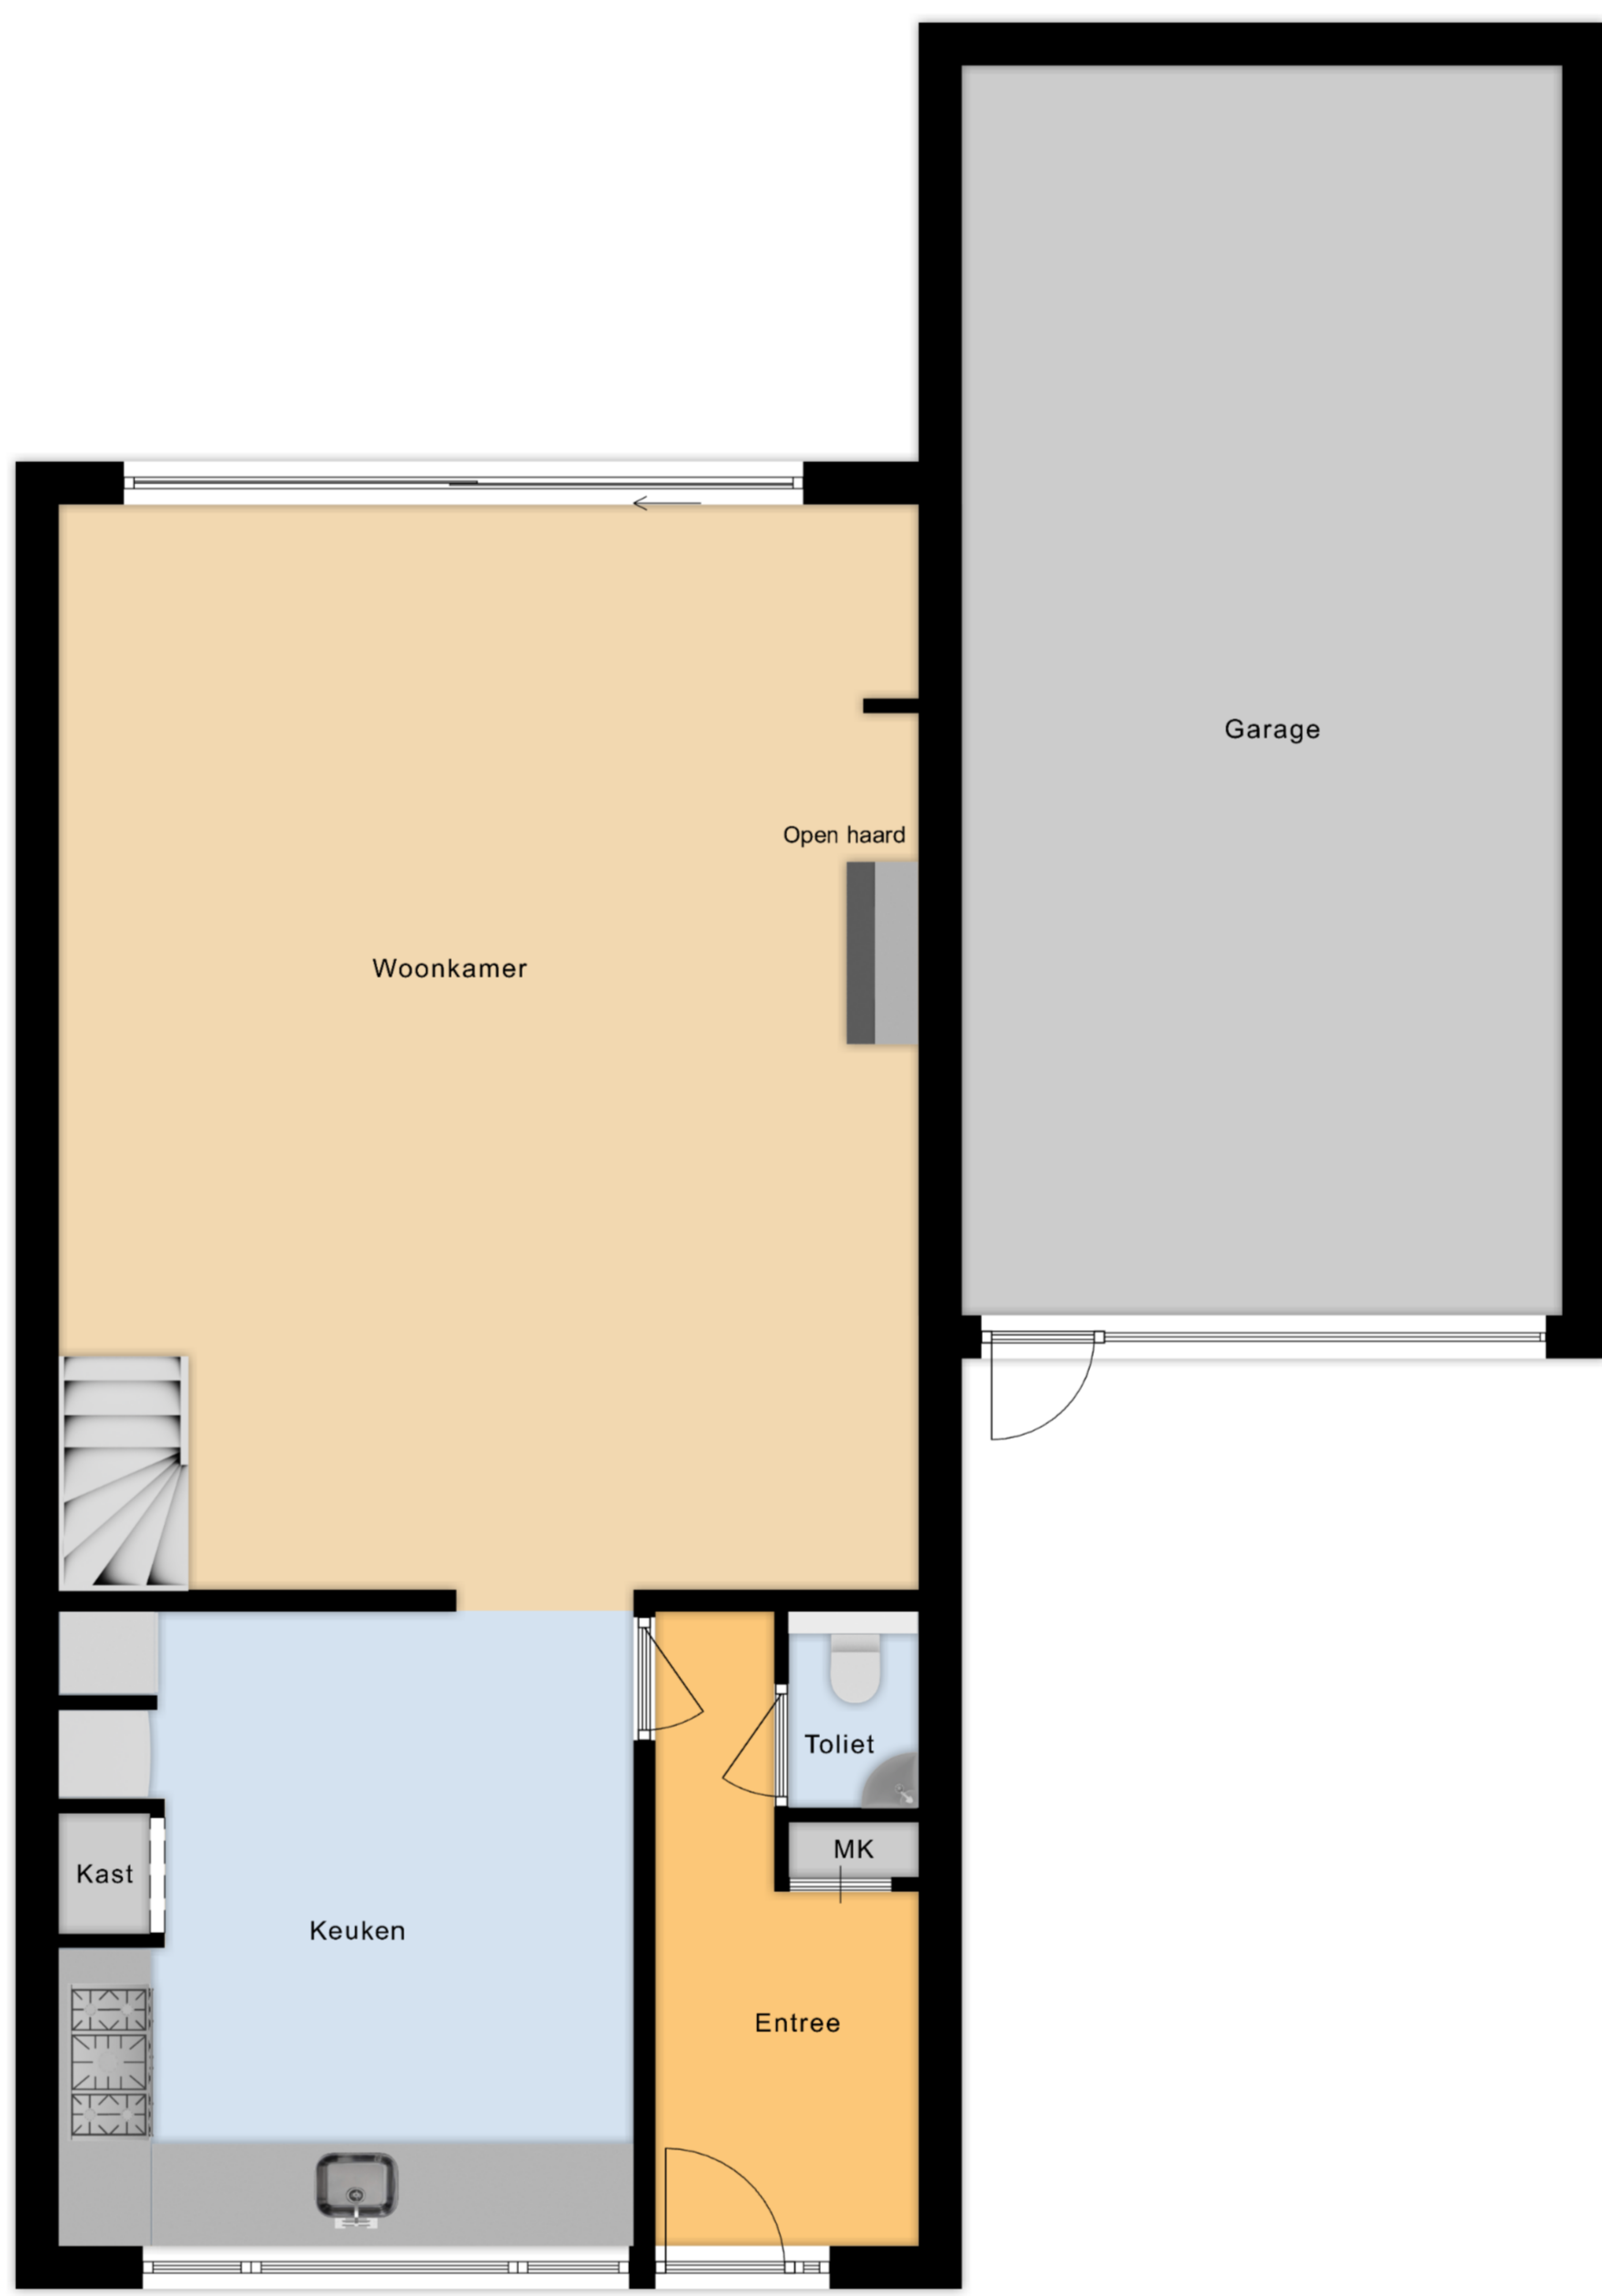 Garage
Open haard
Woonkamer
Toliet
MK
Kast
Keuken
Entree